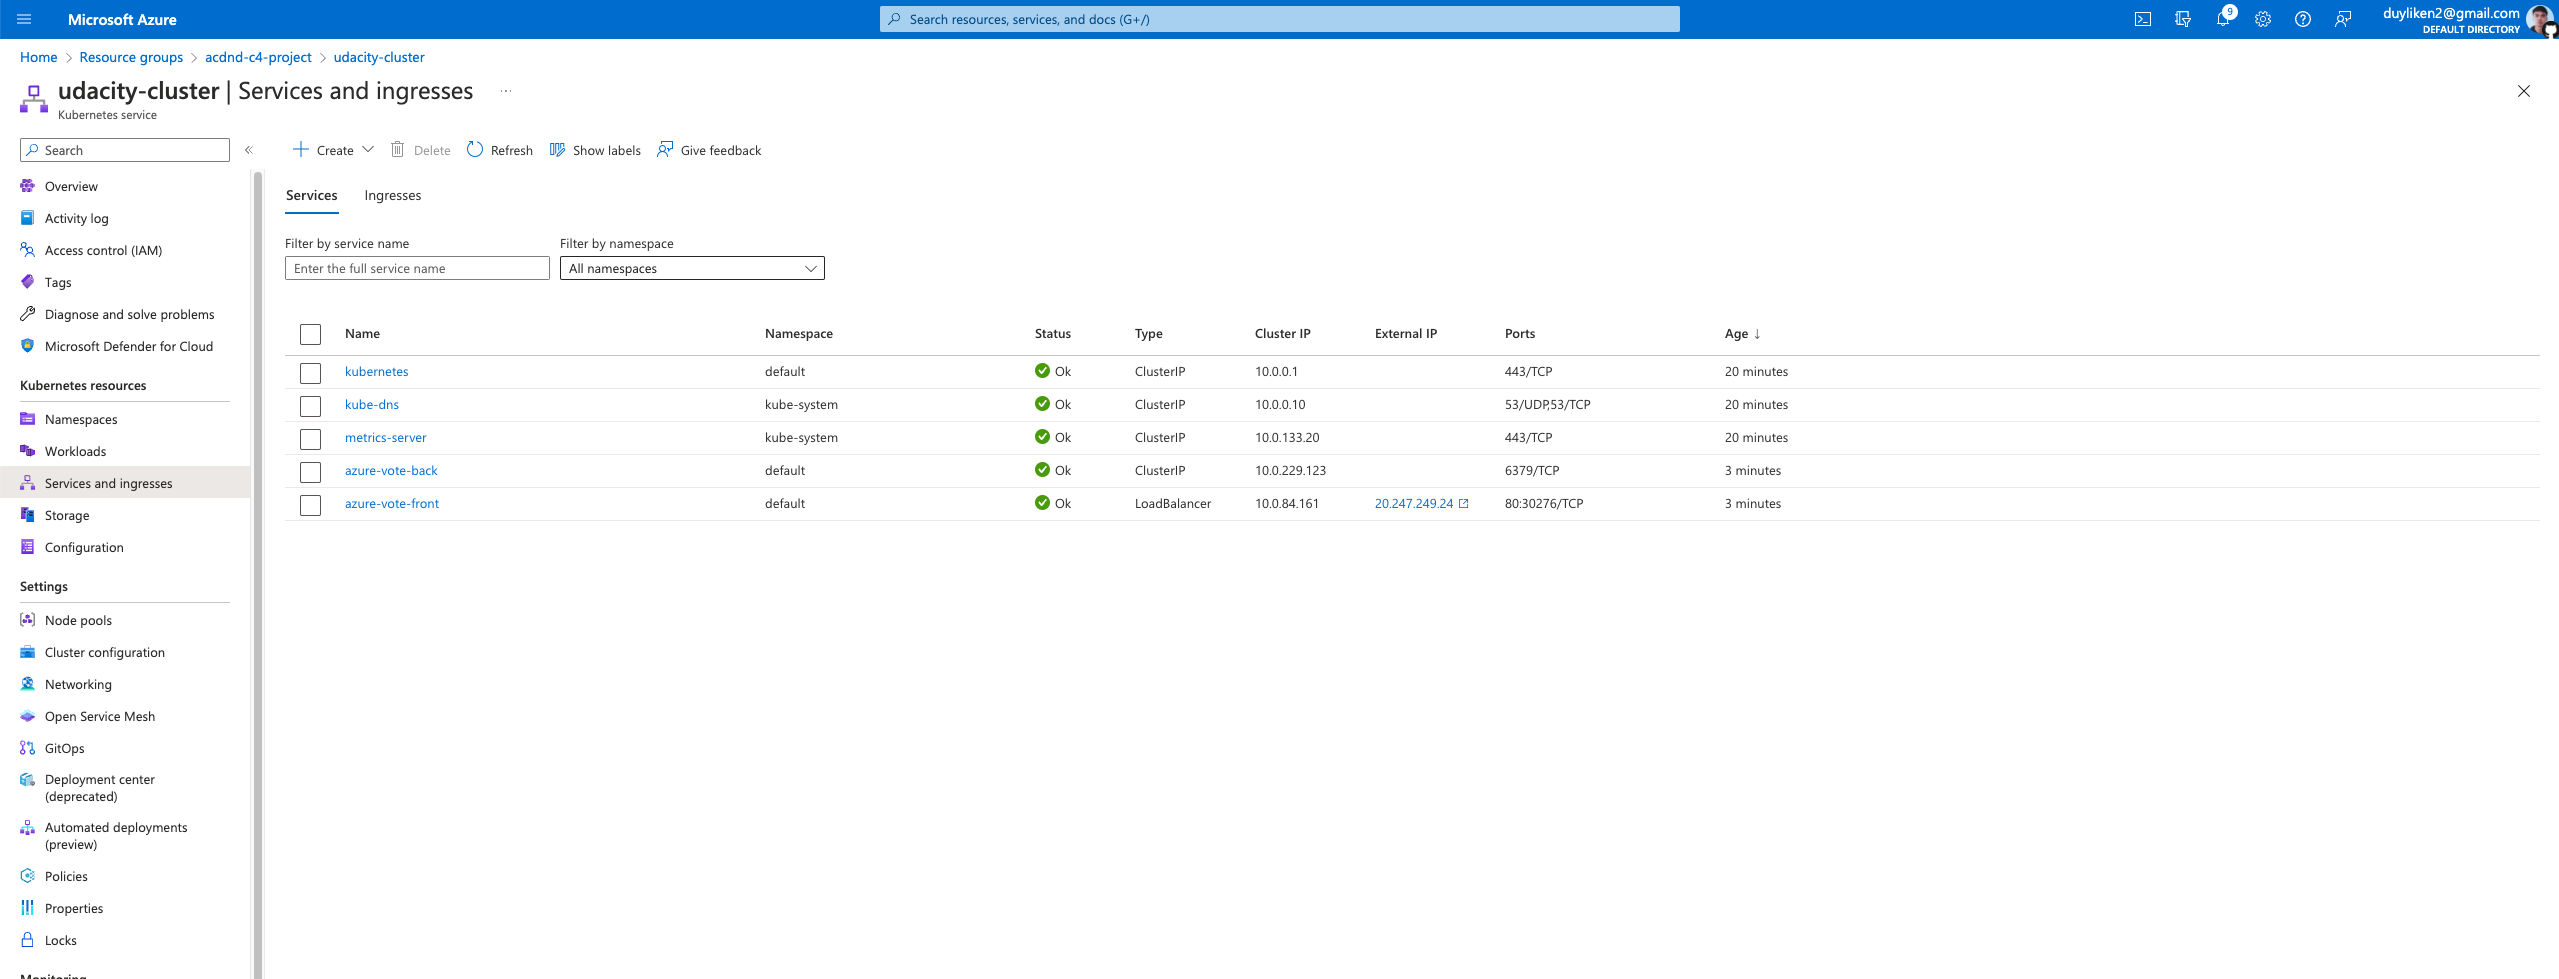 Microsoft Azure
Search resources, services, and docs (G+/)
9
duyliken2@gmail.com
DEFAULT DIRECTORY
Home > Resource groups > acdnd-c4-project > udacity-cluster
udacity-cluster | Services and ingresses ...
Kubernetes service
Search
Create Delete Refresh Show labels Give feedback
Overview
Activity log
Access control (IAM)
Tags
Diagnose and solve problems
Microsoft Defender for Cloud
Kubernetes resources
Namespaces
Workloads
Services and ingresses
Storage
Configuration
Settings
Node pools
Cluster configuration
Networking
Open Service Mesh
GitOps
Deployment center
(deprecated)
Automated deployments
(preview)
Policies
Properties
Locks
Monitoring
Services Ingresses
Filter by service name Filter by namespace
Enter the full service name All namespaces
Name Namespace Status Type Cluster IP External IP Ports Age ↓
kubernetes default Ok ClusterIP 10.0.0.1 443/TCP 20 minutes
kube-dns kube-system Ok ClusterIP 10.0.0.10 53/UDP,53/TCP 20 minutes
metrics-server kube-system Ok ClusterIP 10.0.133.20 443/TCP 20 minutes
azure-vote-back default Ok ClusterIP 10.0.229.123 6379/TCP 3 minutes
azure-vote-front default Ok LoadBalancer 10.0.84.161 20.247.249.24 80:30276/TCP 3 minutes